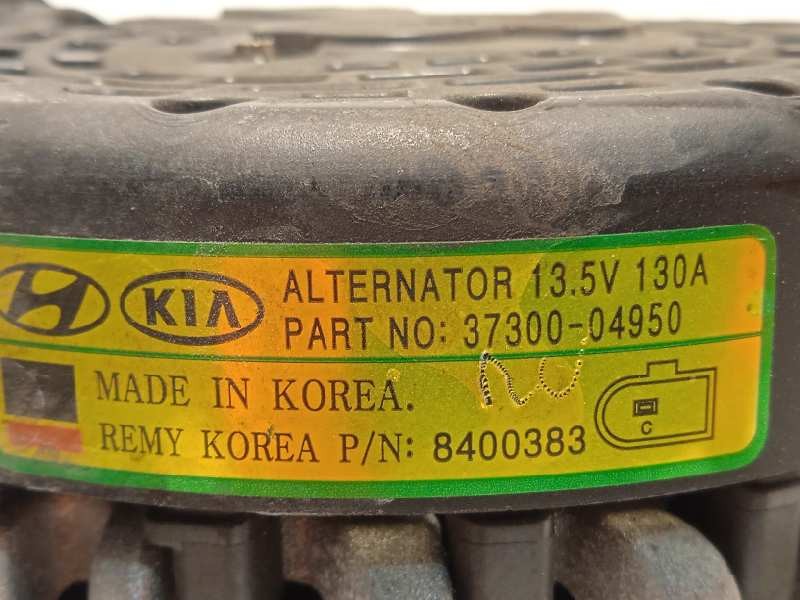 KIA ALTERNATOR 13.5V 130A
PART NO: 37300-04950
MADE IN KOREA.
REMY KOREA P/N: 8400383
C